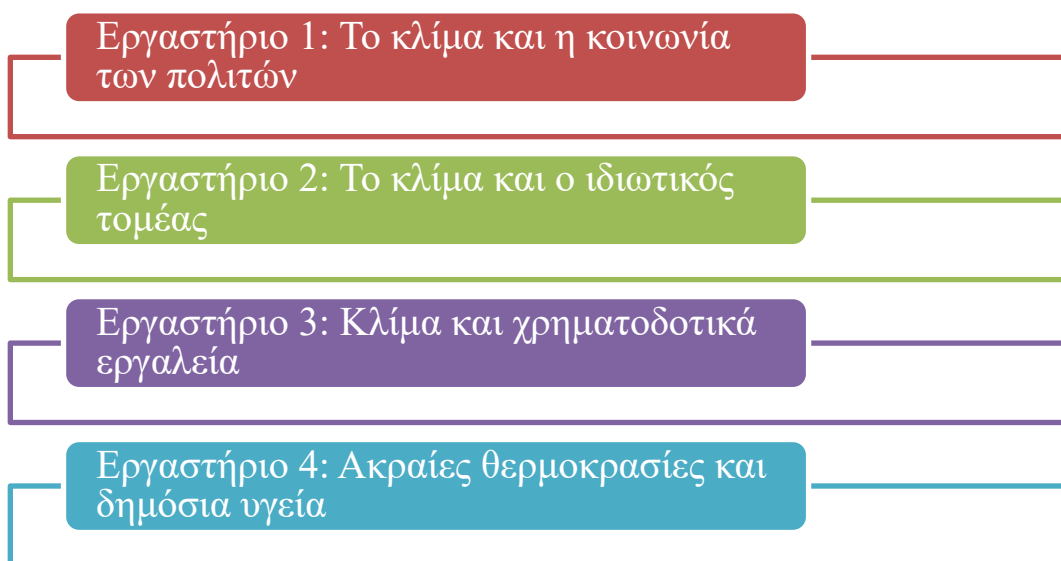 Εργαστήριο 1: Το κλίμα και η κοινωνία
των πολιτών
Εργαστήριο 2: Το κλίμα και ο ιδιωτικός
τομέας
Εργαστήριο 3: Κλίμα και χρηματοδοτικά
εργαλεία
Εργαστήριο 4: Ακραίες θερμοκρασίες και
δημόσια υγεία